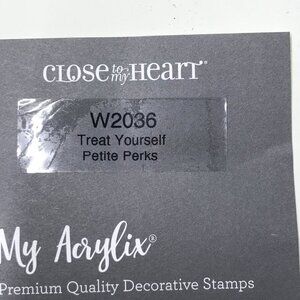 CLOSE to my HEART®
W2036
Treat Yourself
Petite Perks
My Acrylix®
Premium Quality Decorative Stamps